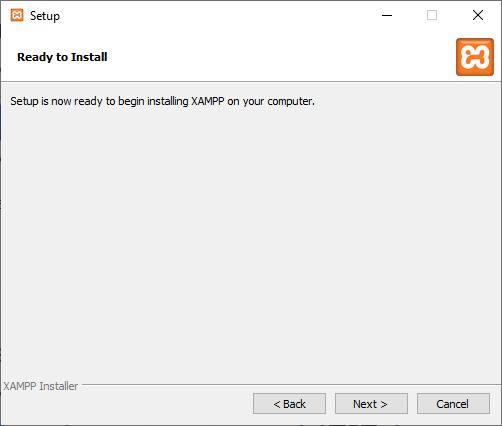 Setup
Ready to Install
Setup is now ready to begin installing XAMPP on your computer.
XAMPP Installer
< Back
Next >
Cancel